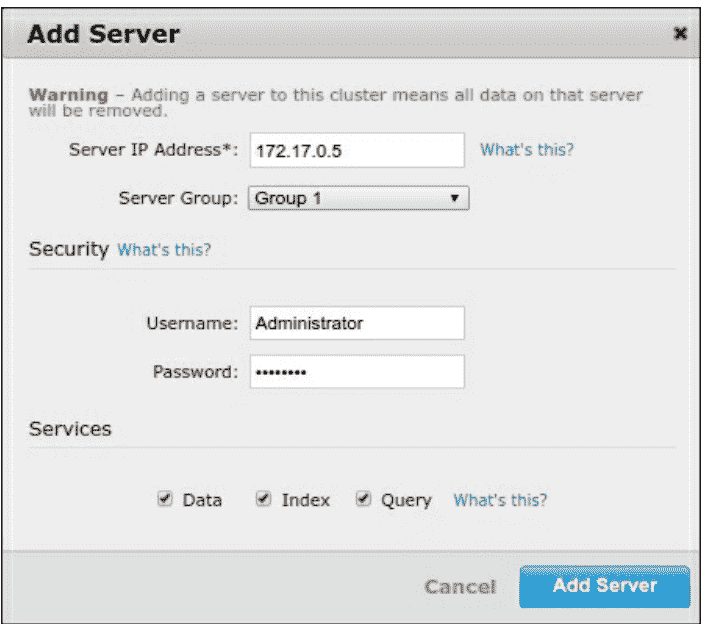 Add Server
Warning – Adding a server to this cluster means all data on that server
will be removed.
Server IP Address*: 172.17.0.5 What's this?
Server Group: Group 1
Security What's this?
Username: Administrator
Password: ••••••••
Services
Data Index Query What's this?
Cancel Add Server